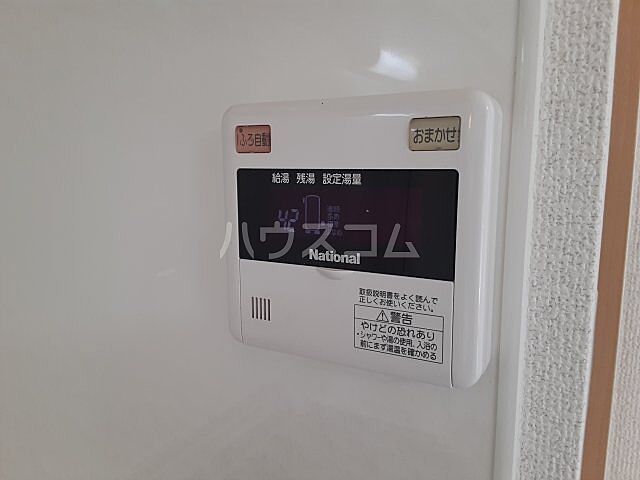 ふろ自動
おまかせ
給湯 残湯 設定湯量
42
ハウスコム
National
取扱説明書をよく読んで
正しくお使いください。
⚠警告
やけどの恐れあり
・シャワーや湯の使用、入浴の
前にまず湯温を確かめる